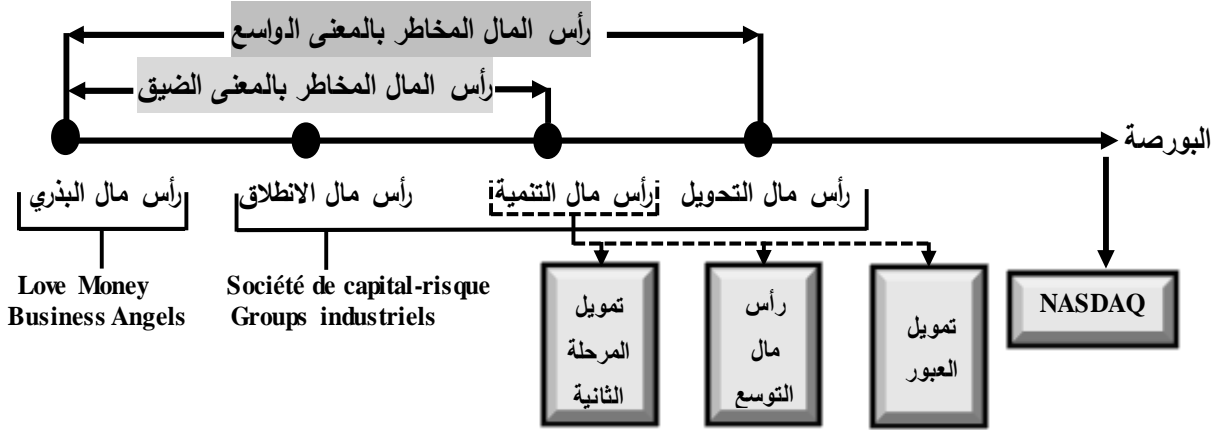 رأس المال المخاطر بالمعنى الواسع
رأس المال المخاطر بالمعنى الضيق
البورصة
رأس مال البذري
رأس مال الانطلاق
رأس مال التنمية
رأس مال التحويل
Love Money
Business Angels
Société de capital-risque
Groups industriels
تمويل
المرحلة
الثانية
رأس
مال
التوسع
تمويل
العبور
NASDAQ